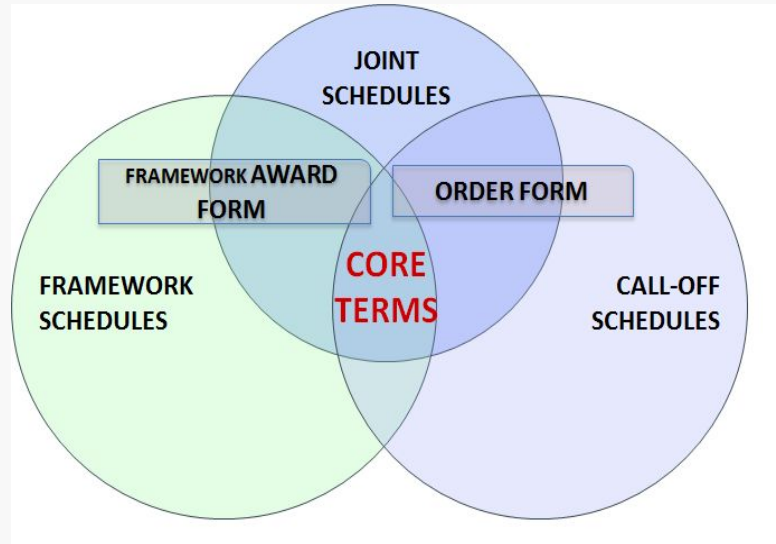 JOINT
SCHEDULES
FRAMEWORK AWARD
FORM
ORDER FORM
CORE
TERMS
FRAMEWORK
SCHEDULES
CALL-OFF
SCHEDULES